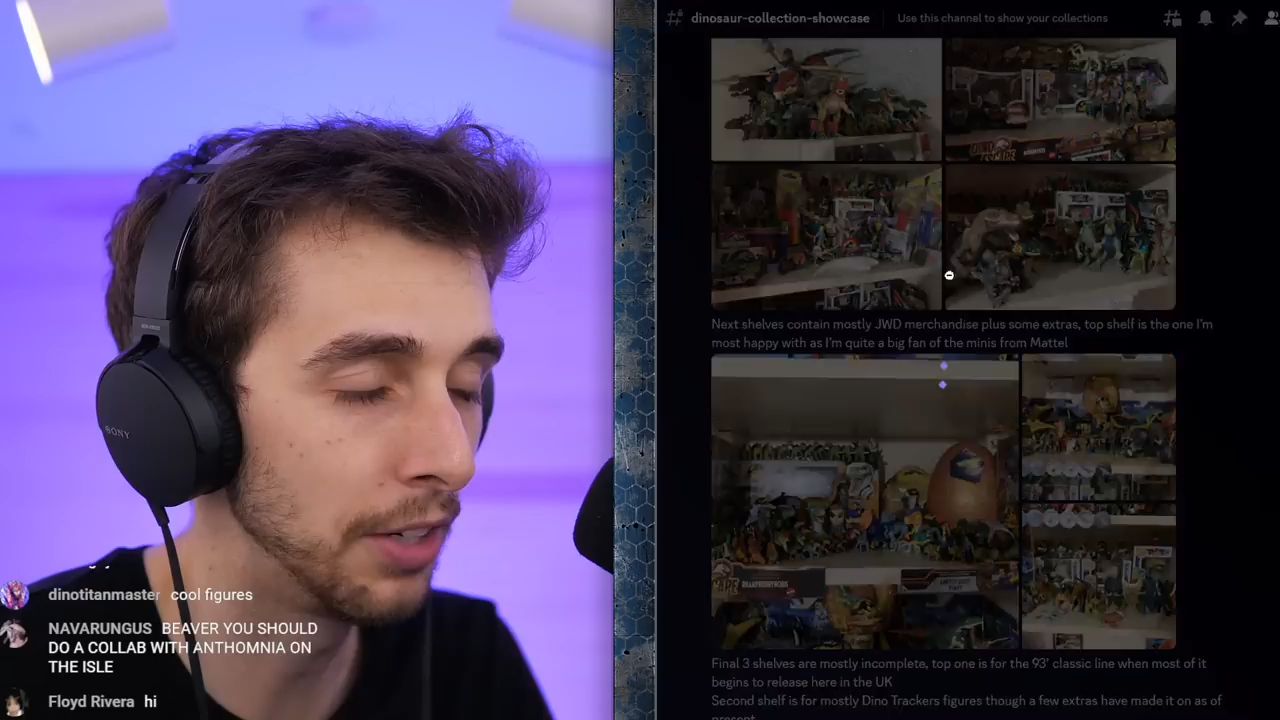 # dinosaur-collection-showcase
Use this channel to show your collections
Next shelves contain mostly JWD merchandise plus some extras, top shelf is the one I'm
most happy with as I'm quite a big fan of the minis from Mattel
SONY
dinotitanmaster cool figures
NAVARUNGUS BEAVER YOU SHOULD
DO A COLLAB WITH ANTHOMNIA ON
THE ISLE
Floyd Rivera hi
Final 3 shelves are mostly incomplete, top one is for the 93' classic line when most of it
begins to release here in the UK
Second shelf is for mostly Dino Trackers figures though a few extras have made it on as of
present